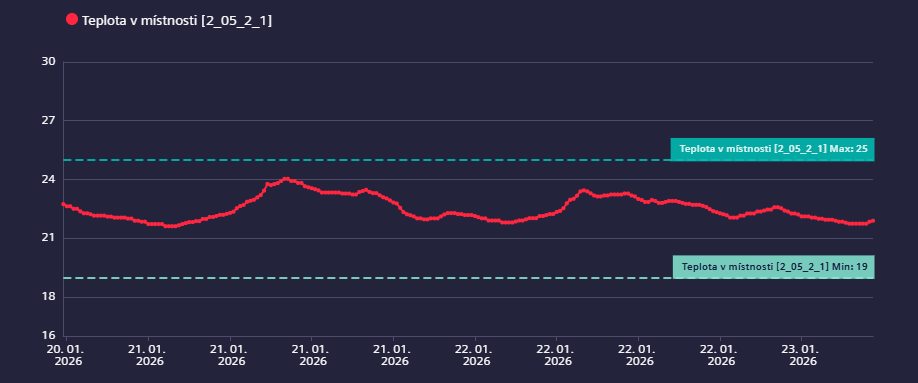 Teplota v místnosti [2_05_2_1]
30
27
Teplota v místnosti [2_05_2_1] Max: 25
24
21
Teplota v místnosti [2_05_2_1] Min: 19
18
16
20. 01. 2026
21. 01. 2026
21. 01. 2026
21. 01. 2026
21. 01. 2026
22. 01. 2026
22. 01. 2026
22. 01. 2026
22. 01. 2026
23. 01. 2026